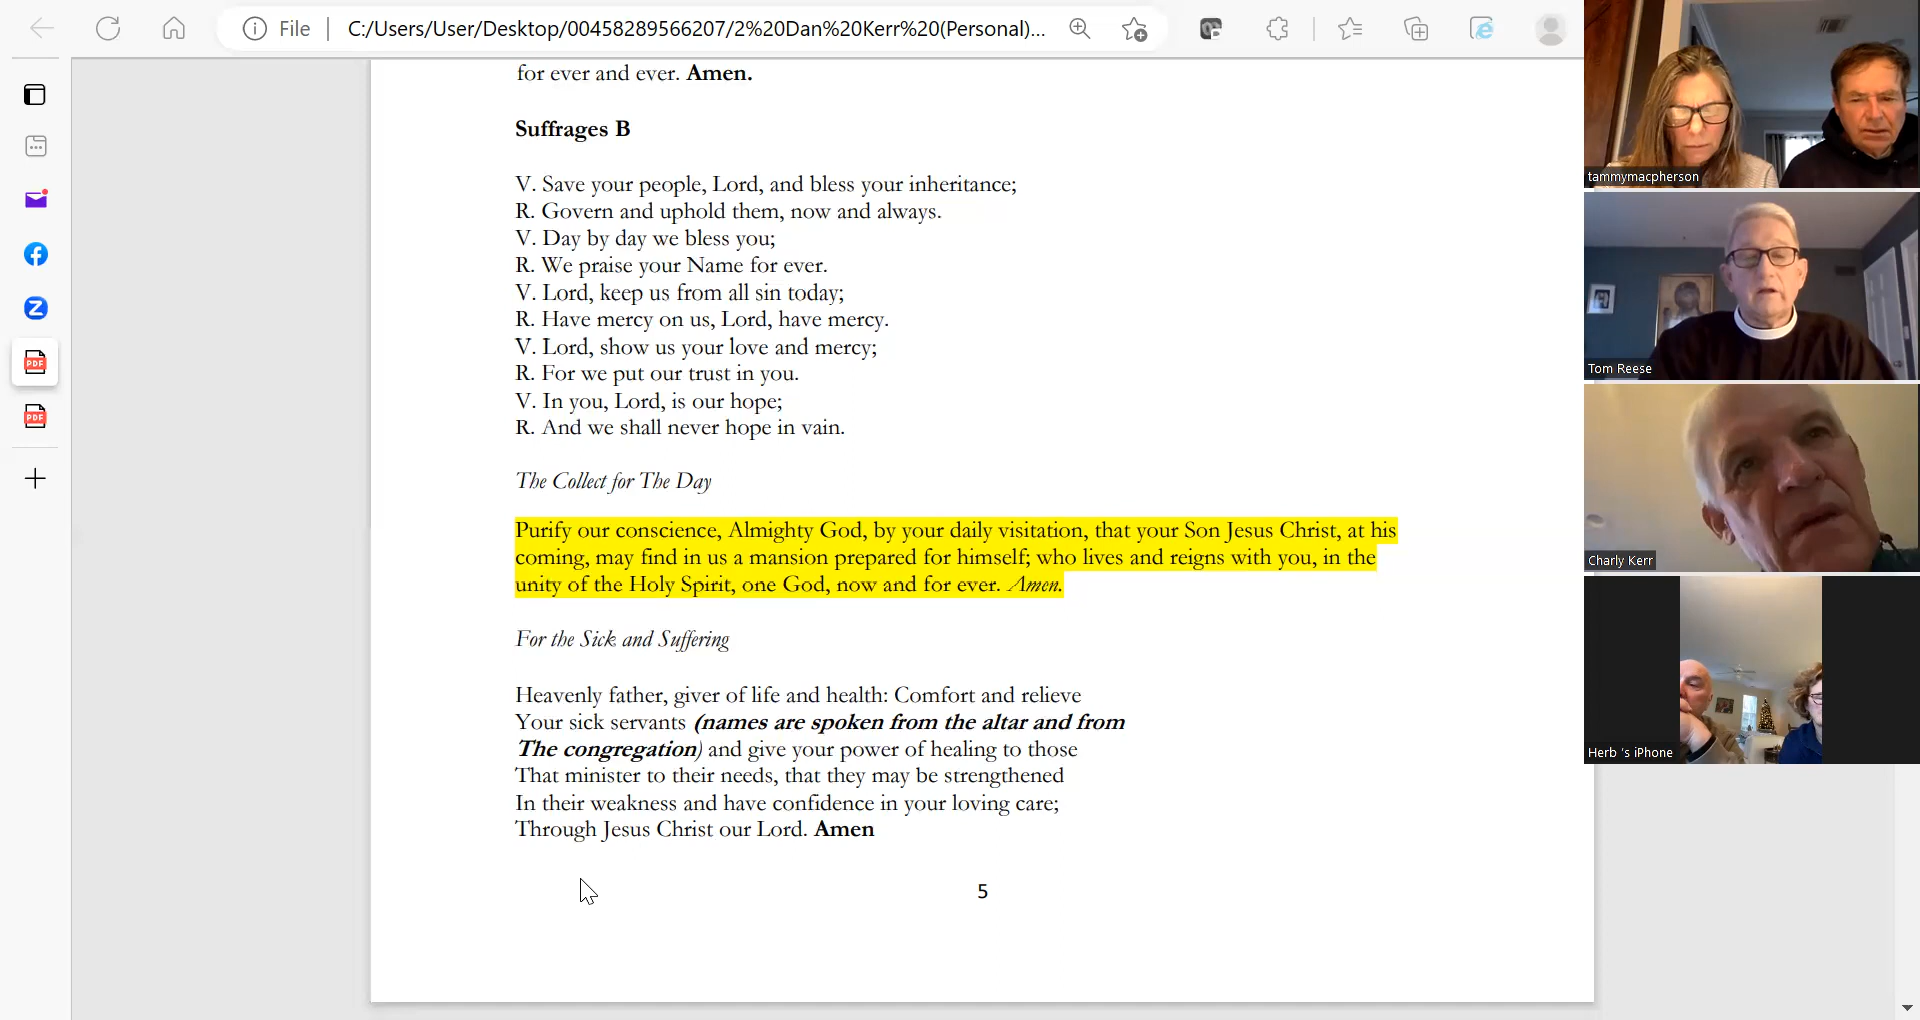 File
C:/Users/User/Desktop/00458289566207/2%20Dan%20Kerr%20(Personal)...
for ever and ever. Amen.
Suffrages B
V. Save your people, Lord, and bless your inheritance;
R. Govern and uphold them, now and always.
V. Day by day we bless you;
R. We praise your Name for ever.
V. Lord, keep us from all sin today;
R. Have mercy on us, Lord, have mercy.
V. Lord, show us your love and mercy;
R. For we put our trust in you.
V. In you, Lord, is our hope;
R. And we shall never hope in vain.
The Collect for The Day
Purify our conscience, Almighty God, by your daily visitation, that your Son Jesus Christ, at his
coming, may find in us a mansion prepared for himself; who lives and reigns with you, in the
unity of the Holy Spirit, one God, now and for ever. Amen.
For the Sick and Suffering
Heavenly father, giver of life and health: Comfort and relieve
Your sick servants (names are spoken from the altar and from
The congregation) and give your power of healing to those
That minister to their needs, that they may be strengthened
In their weakness and have confidence in your loving care;
Through Jesus Christ our Lord. Amen
5
PDF
PDF
tammymacpherson
Tom Reese
Charly Kerr
Herb 's iPhone